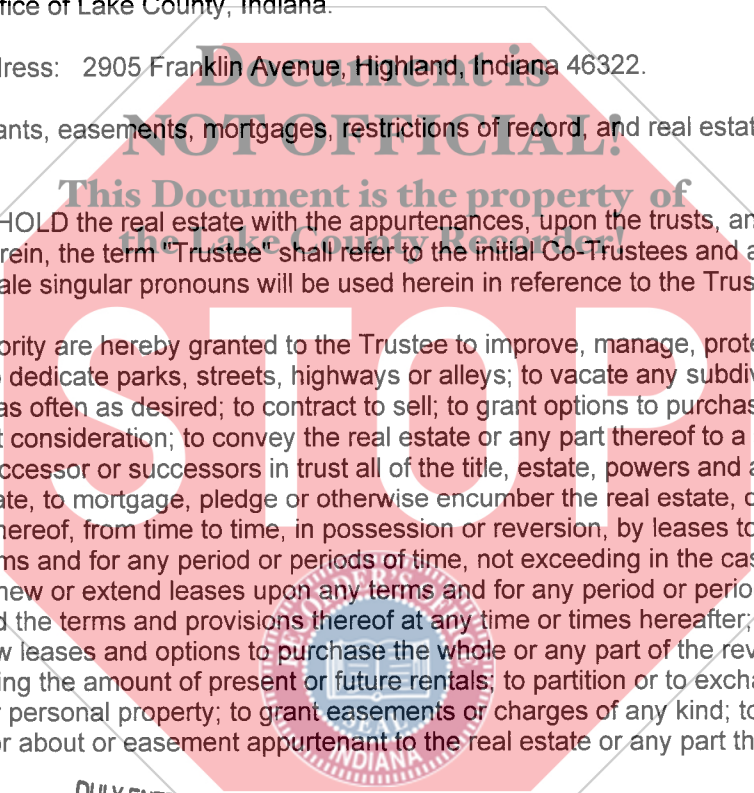 ffice of Lake County, Indiana.
dress: 2905 Franklin Avenue, Highland, Indiana 46322.
Document is
NOT OFFICIAL!
This Document is the property of
the Lake County Recorder!
ants, easements, mortgages, restrictions of record, and real estat
HOLD the real estate with the appurtenances, upon the trusts, an
rein, the term "Trustee" shall refer to the initial Co-Trustees and a
ale singular pronouns will be used herein in reference to the Trus
ority are hereby granted to the Trustee to improve, manage, prote
dedicate parks, streets, highways or alleys; to vacate any subdiv
as often as desired; to contract to sell; to grant options to purchas
t consideration; to convey the real estate or any part thereof to a
ccessor or successors in trust all of the title, estate, powers and a
ate, to mortgage, pledge or otherwise encumber the real estate, o
hereof, from time to time, in possession or reversion, by leases to
ms and for any period or periods of time, not exceeding in the cas
new or extend leases upon any terms and for any period or perio
d the terms and provisions thereof at any time or times hereafter;
w leases and options to purchase the whole or any part of the rev
ing the amount of present or future rentals; to partition or to excha
r personal property; to grant easements or charges of any kind; to
or about or easement appurtenant to the real estate or any part th
STOP
RECORDER'S OFFICE
INDIANA
DULY ENT